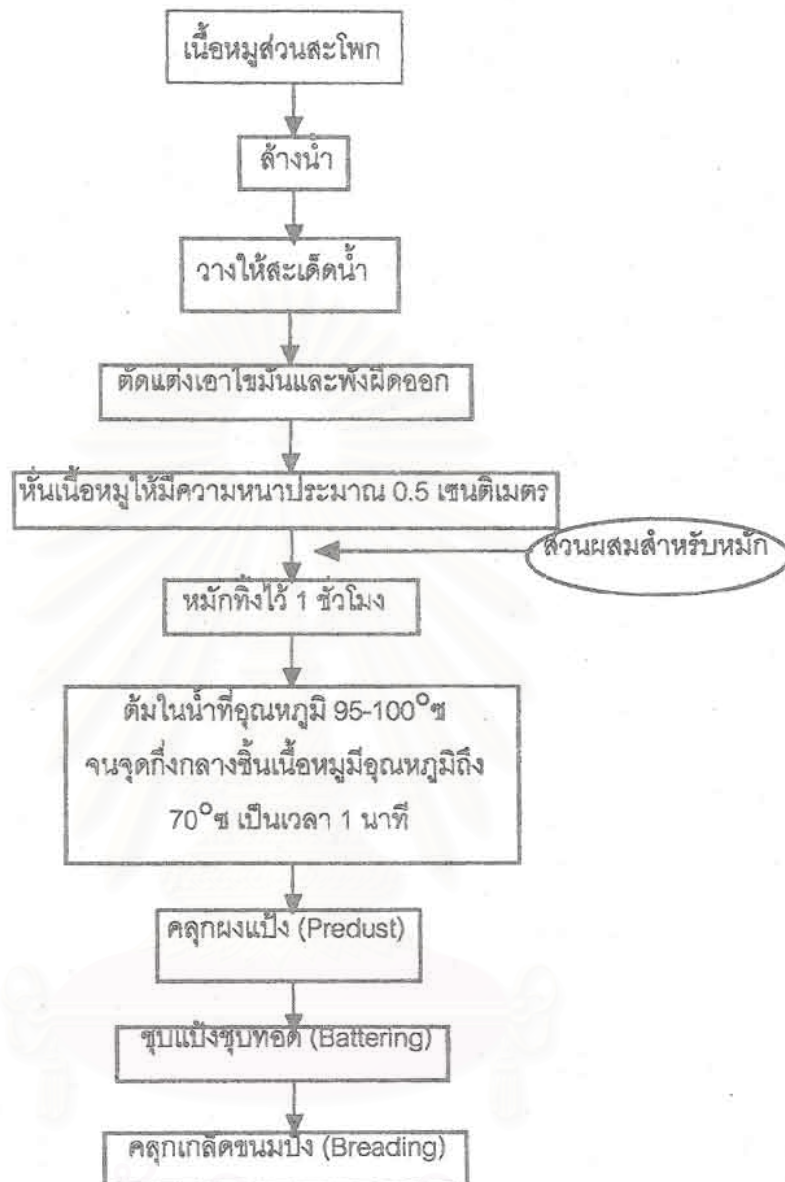 เนื้อหมูส่วนสะโพก
ล้างน้ำ
วางให้สะเด็ดน้ำ
ตัดแต่งเอาไขมันและพังผืดออก
หั่นเนื้อหมูให้มีความหนาประมาณ 0.5 เซนติเมตร
ส่วนผสมสำหรับหมัก
หมักทิ้งไว้ 1 ชั่วโมง
ต้มในน้ำที่อุณหภูมิ 95-100°ซ
จนจุดกึ่งกลางชิ้นเนื้อหมูมีอุณหภูมิถึง
70°ซ เป็นเวลา 1 นาที
คลุกผงแป้ง (Predust)
ชุบแป้งชุบทอด (Battering)
คลุกเกล็ดขนมปัง (Breading)